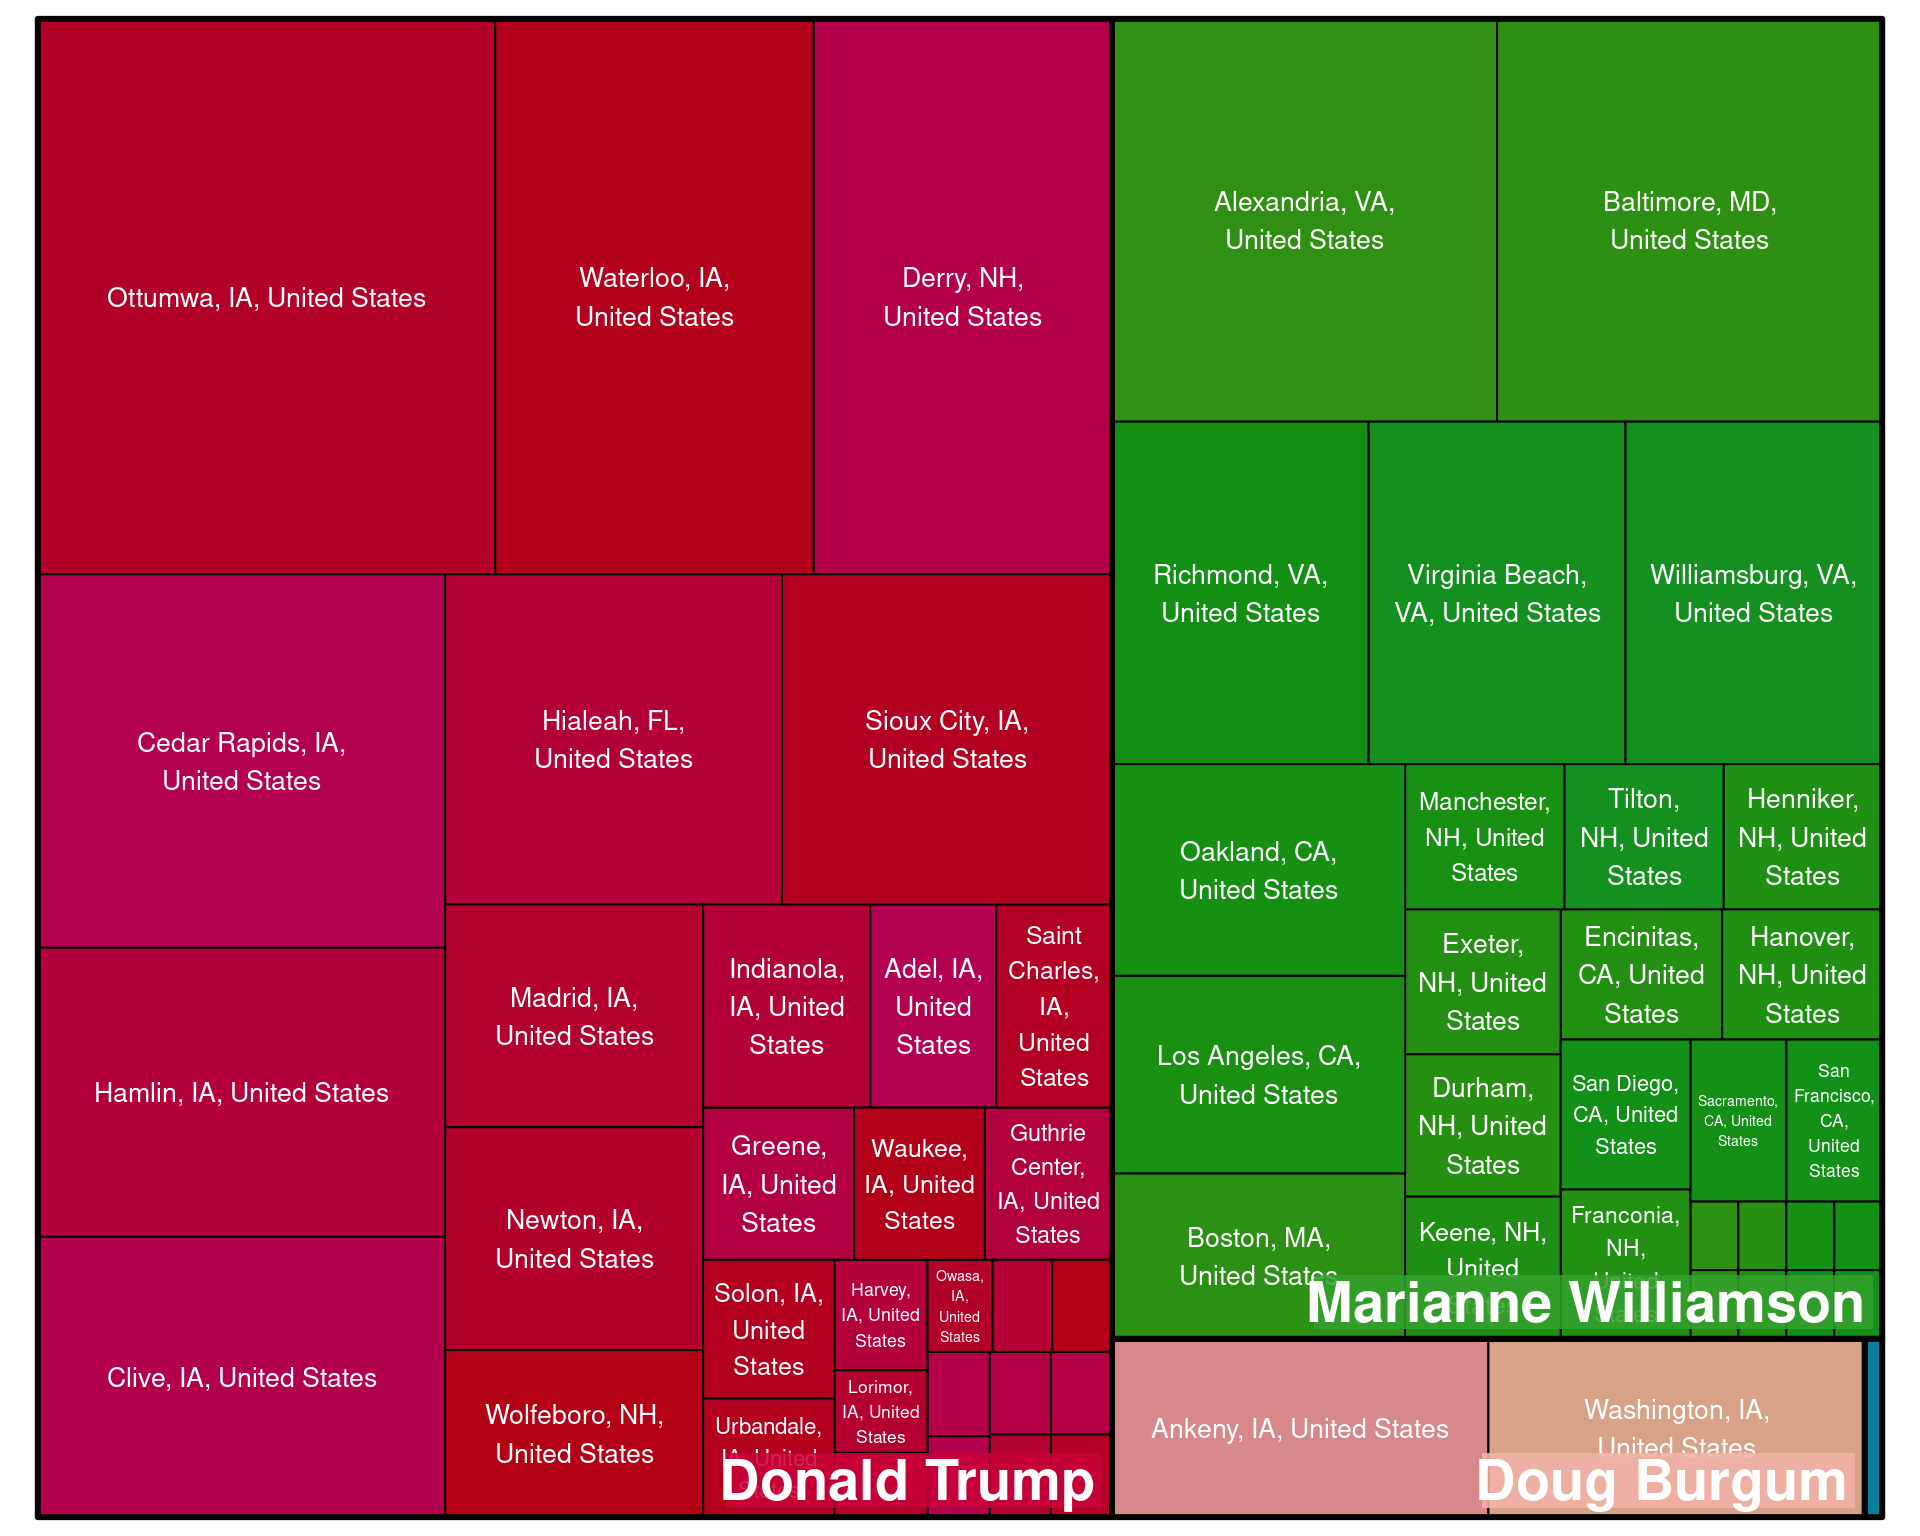 Ottumwa, IA, United States
Waterloo, IA,
United States
Derry, NH,
United States
Cedar Rapids, IA,
United States
Hialeah, FL,
United States
Sioux City, IA,
United States
Hamlin, IA, United States
Clive, IA, United States
Madrid, IA,
United States
Newton, IA,
United States
Wolfeboro, NH,
United States
Indianola,
IA, United
States
Adel, IA,
United
States
Saint
Charles,
IA,
United
States
Greene,
IA, United
States
Waukee,
IA, United
States
Guthrie
Center,
IA, United
States
Solon, IA,
United
States
Urbandale,
IA, United
Harvey,
IA, United
States
Lorimor,
IA, United
States
Owasa,
IA,
United
States
Donald Trump
Alexandria, VA,
United States
Baltimore, MD,
United States
Richmond, VA,
United States
Virginia Beach,
VA, United States
Williamsburg, VA,
United States
Oakland, CA,
United States
Los Angeles, CA,
United States
Boston, MA,
United States
Manchester,
NH, United
States
Tilton,
NH, United
States
Henniker,
NH, United
States
Exeter,
NH, United
States
Encinitas,
CA, United
States
Hanover,
NH, United
States
Durham,
NH, United
States
Keene, NH,
United
San Diego,
CA, United
States
Sacramento,
CA, United
States
San
Francisco,
CA,
United
States
Franconia,
NH,
United
Marianne Williamson
Ankeny, IA, United States
Washington, IA,
United States
Doug Burgum